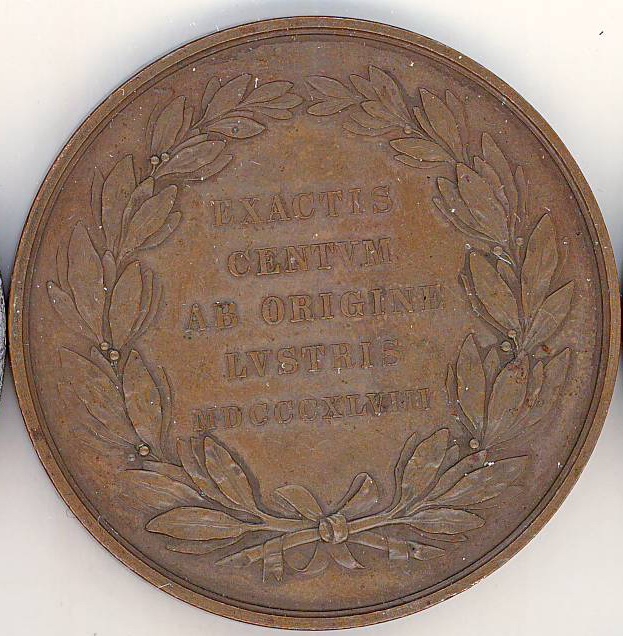 EXACTIS
CENTVM
AB ORIGINE
LVSTRIS
MDCCCXLVIII